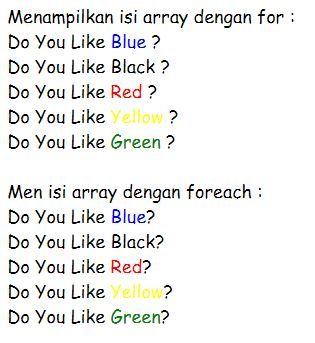 Menampilkan isi array dengan for :
Do You Like Blue ?
Do You Like Black ?
Do You Like Red ?
Do You Like Yellow ?
Do You Like Green ?
Men isi array dengan foreach :
Do You Like Blue?
Do You Like Black?
Do You Like Red?
Do You Like Yellow?
Do You Like Green?